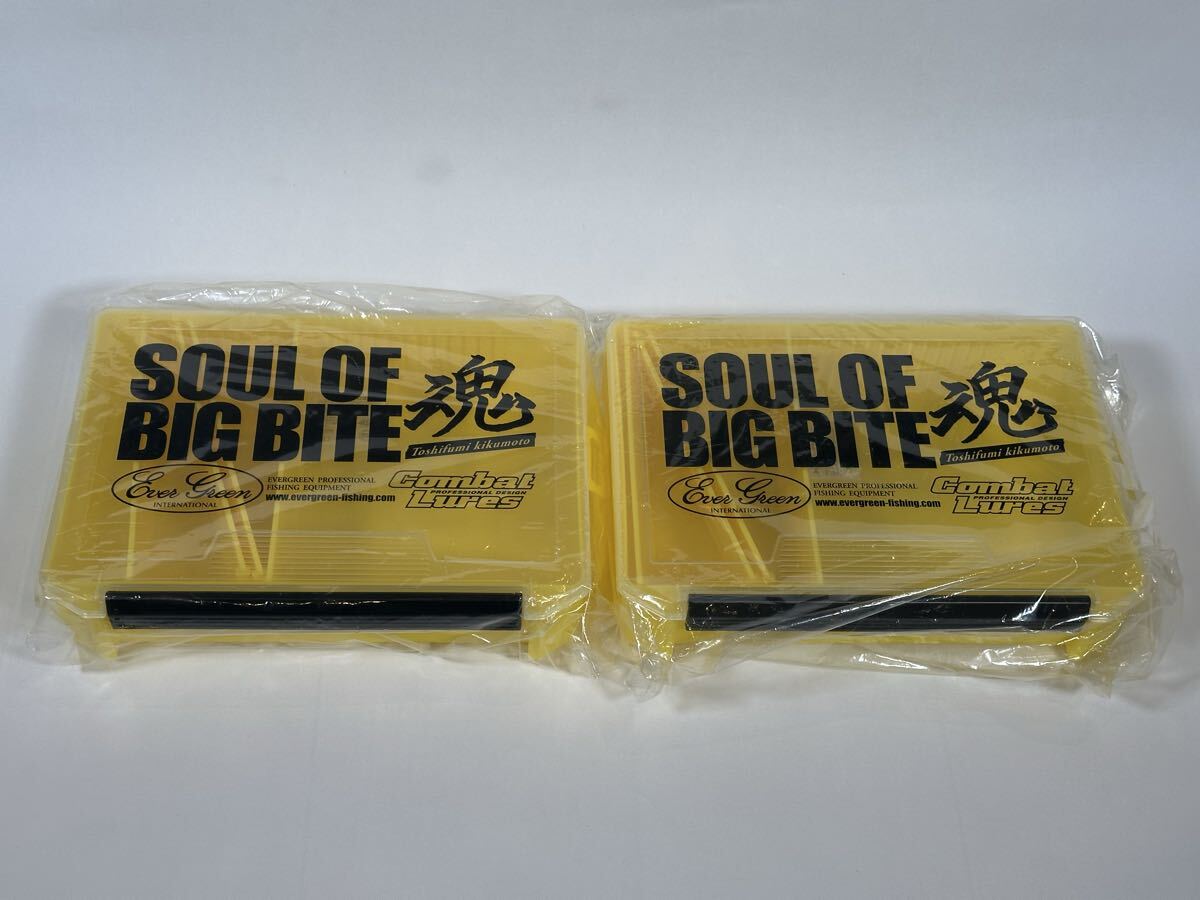 SOUL OF
BIG BITE
魂
Toshifumi kikumoto
Ever Green
INTERNATIONAL
EVERGREEN PROFESSIONAL
FISHING EQUIPMENT
www.evergreen-fishing.com
Combat
PROFESSIONAL DESIGN
Lures
SOUL OF
BIG BITE
魂
Toshifumi kikumoto
Ever Green
INTERNATIONAL
EVERGREEN PROFESSIONAL
FISHING EQUIPMENT
www.evergreen-fishing.com
Combat
PROFESSIONAL DESIGN
Lures